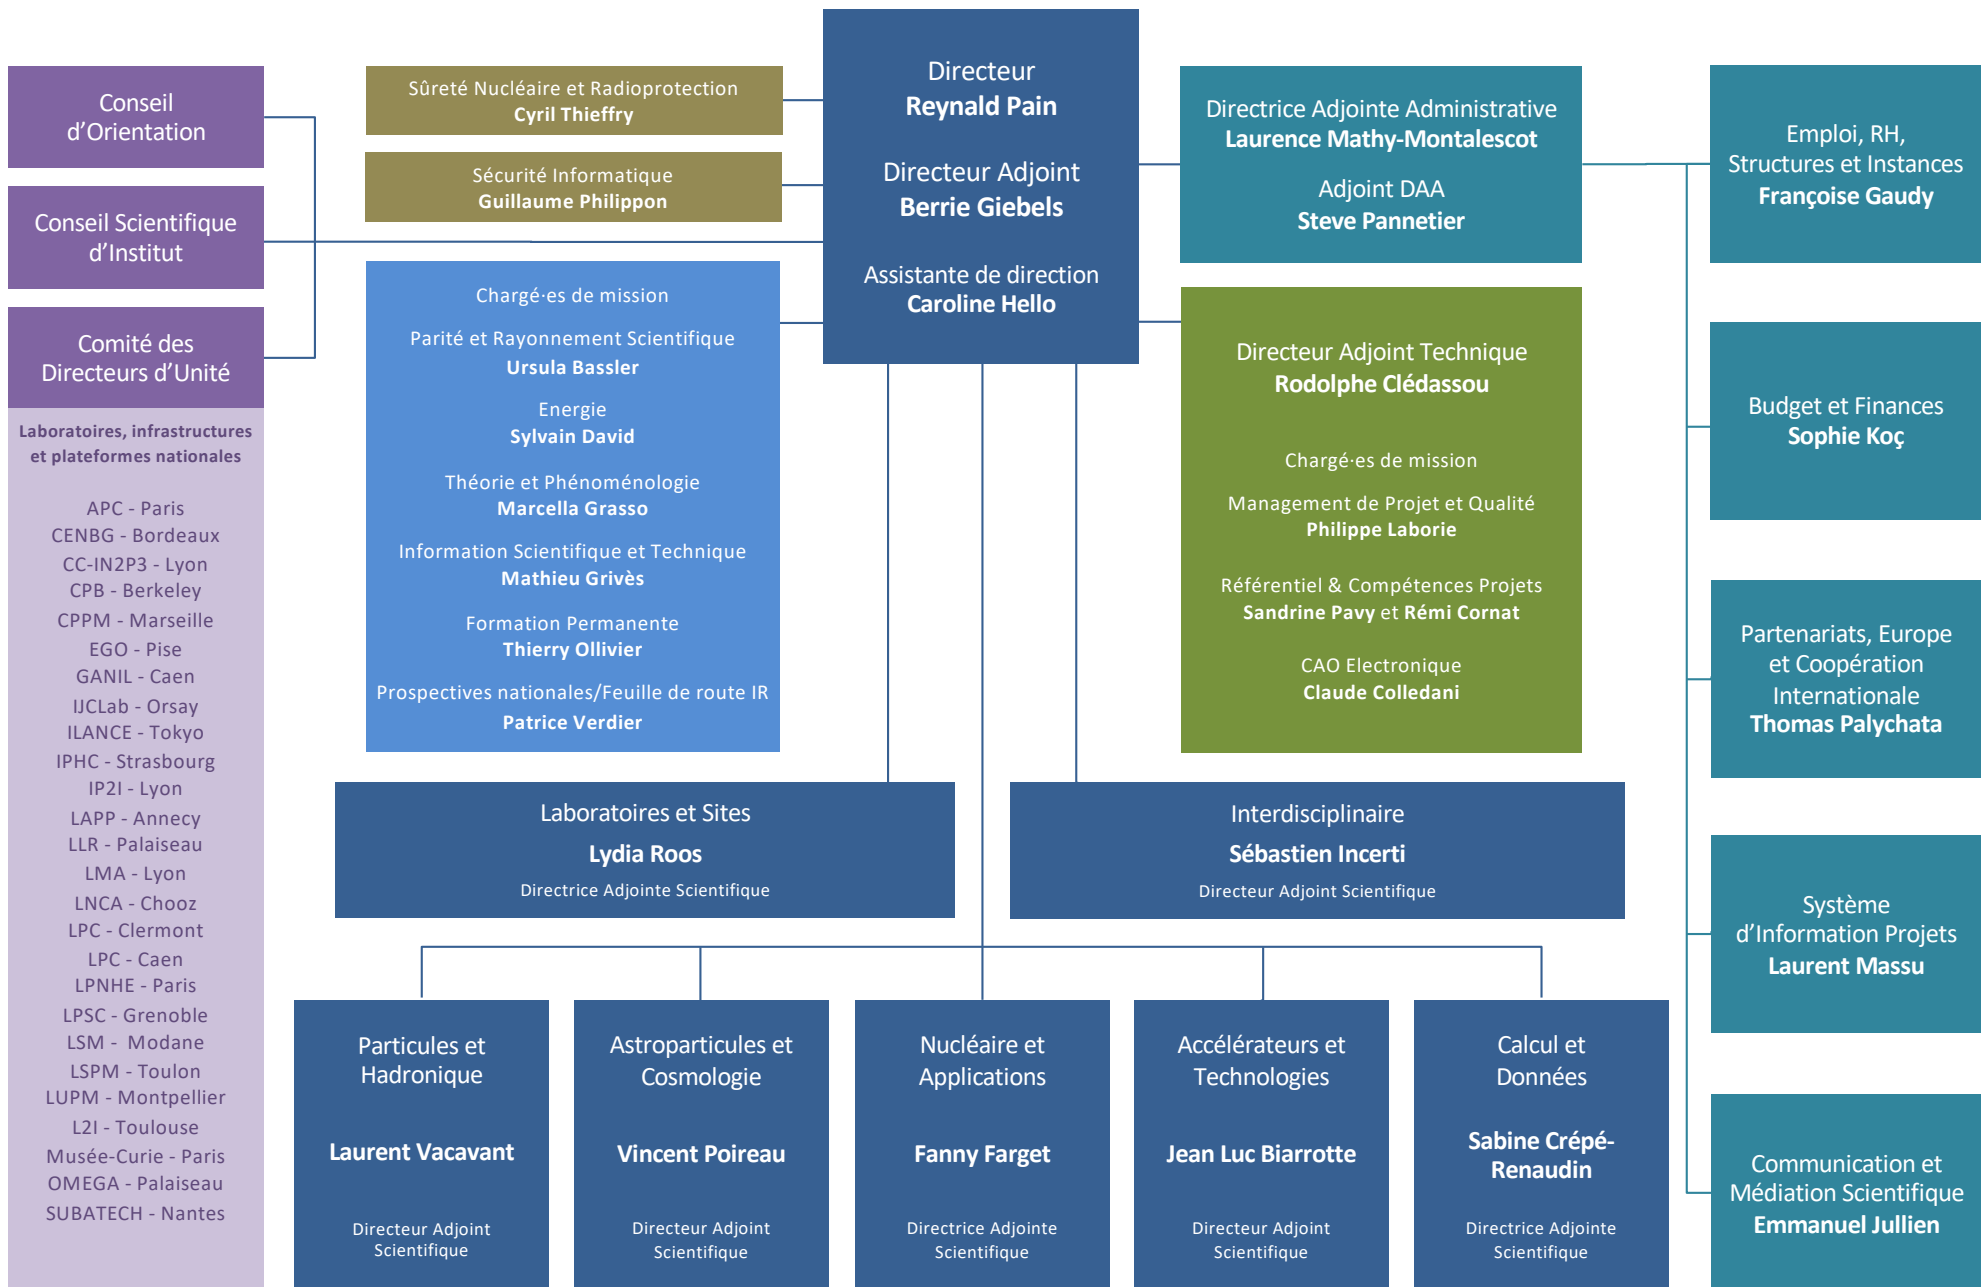 Conseil
d’Orientation
Conseil Scientifique
d’Institut
Comité des
Directeurs d’Unité
Laboratoires, infrastructures
et plateformes nationales
APC - Paris
CENBG - Bordeaux
CC-IN2P3 - Lyon
CPB - Berkeley
CPPM - Marseille
EGO - Pise
GANIL - Caen
IJCLab - Orsay
ILANCE - Tokyo
IPHC - Strasbourg
IP2I - Lyon
LAPP - Annecy
LLR - Palaiseau
LMA - Lyon
LNCA - Chooz
LPC - Clermont
LPC - Caen
LPNHE - Paris
LPSC - Grenoble
LSM - Modane
LSPM - Toulon
LUPM - Montpellier
L2I - Toulouse
Musée-Curie - Paris
OMEGA - Palaiseau
SUBATECH - Nantes
Sûreté Nucléaire et Radioprotection
Cyril Thieffry
Sécurité Informatique
Guillaume Philippon
Chargé·es de mission
Parité et Rayonnement Scientifique
Ursula Bassler
Energie
Sylvain David
Théorie et Phénoménologie
Marcella Grasso
Information Scientifique et Technique
Mathieu Grivès
Formation Permanente
Thierry Ollivier
Prospectives nationales/Feuille de route IR
Patrice Verdier
Directeur
Reynald Pain
Directeur Adjoint
Berrie Giebels
Assistante de direction
Caroline Hello
Directrice Adjointe Administrative
Laurence Mathy-Montalescot
Adjoint DAA
Steve Pannetier
Directeur Adjoint Technique
Rodolphe Clédassou
Chargé·es de mission
Management de Projet et Qualité
Philippe Laborie
Référentiel & Compétences Projets
Sandrine Pavy et Rémi Cornat
CAO Electronique
Claude Colledani
Emploi, RH,
Structures et Instances
Françoise Gaudy
Budget et Finances
Sophie Koç
Partenariats, Europe
et Coopération
Internationale
Thomas Palychata
Système
d’Information Projets
Laurent Massu
Communication et
Médiation Scientifique
Emmanuel Jullien
Laboratoires et Sites
Lydia Roos
Directrice Adjointe Scientifique
Interdisciplinaire
Sébastien Incerti
Directeur Adjoint Scientifique
Particules et
Hadronique
Laurent Vacavant
Directeur Adjoint
Scientifique
Astroparticules et
Cosmologie
Vincent Poireau
Directeur Adjoint
Scientifique
Nucléaire et
Applications
Fanny Farget
Directrice Adjointe
Scientifique
Accélérateurs et
Technologies
Jean Luc Biarrotte
Directeur Adjoint
Scientifique
Calcul et
Données
Sabine Crépé-
Renaudin
Directrice Adjointe
Scientifique